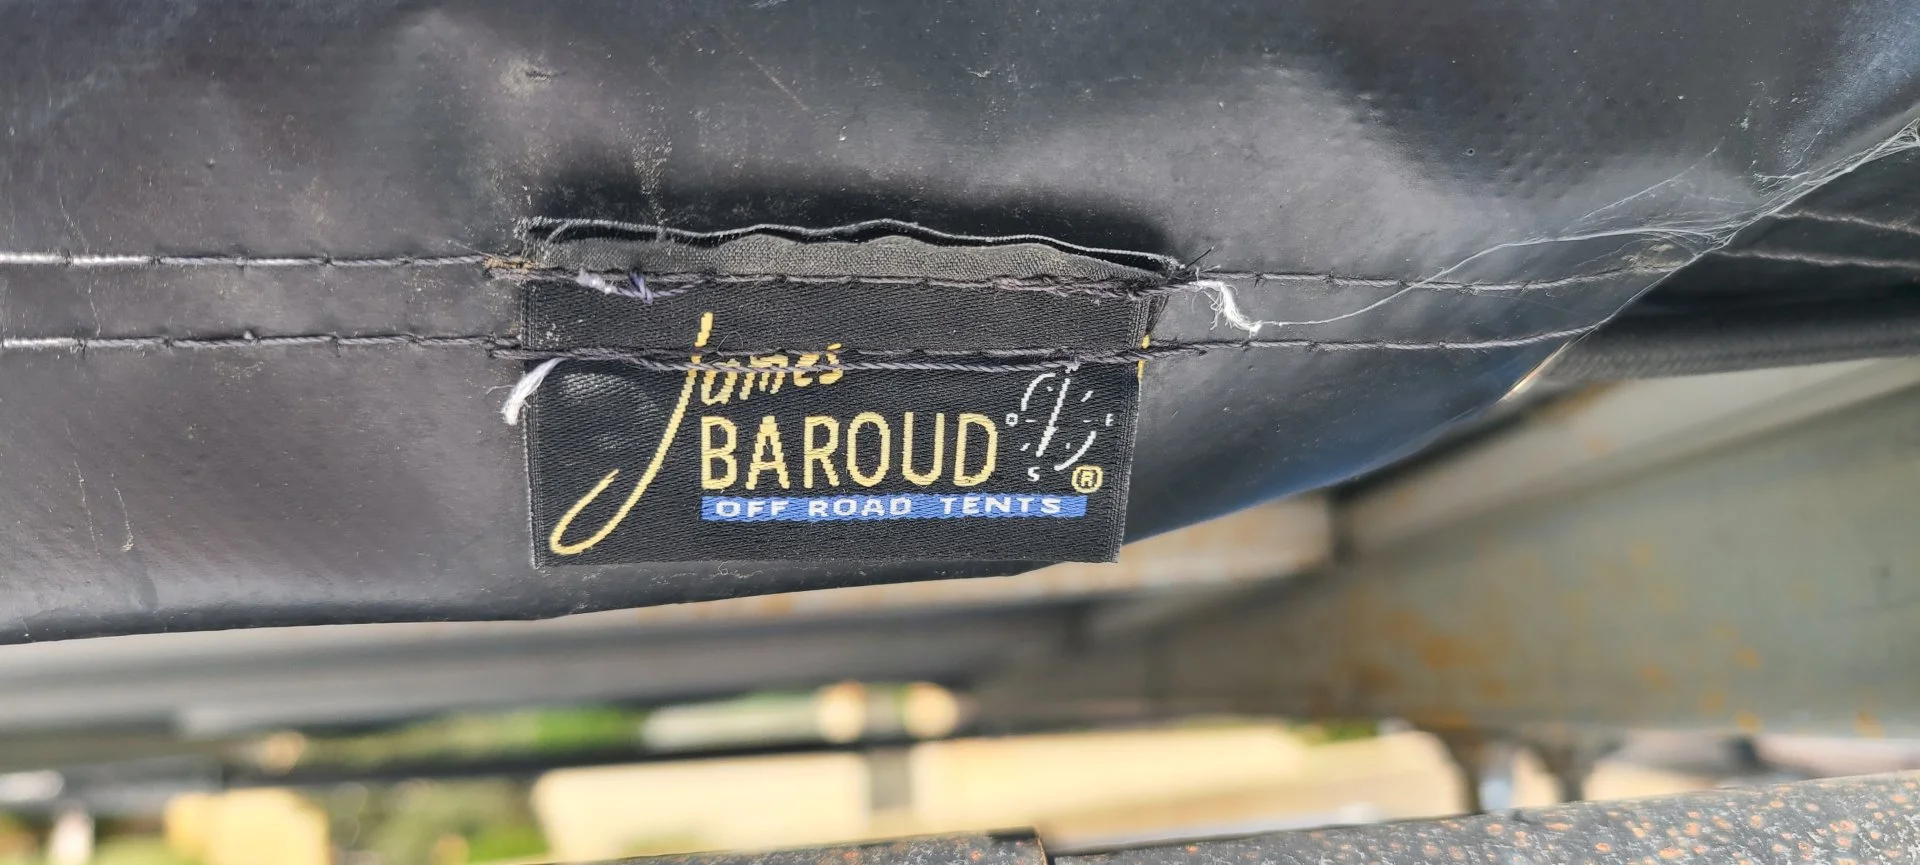 James
BAROUD
S
®
OFF ROAD TENTS